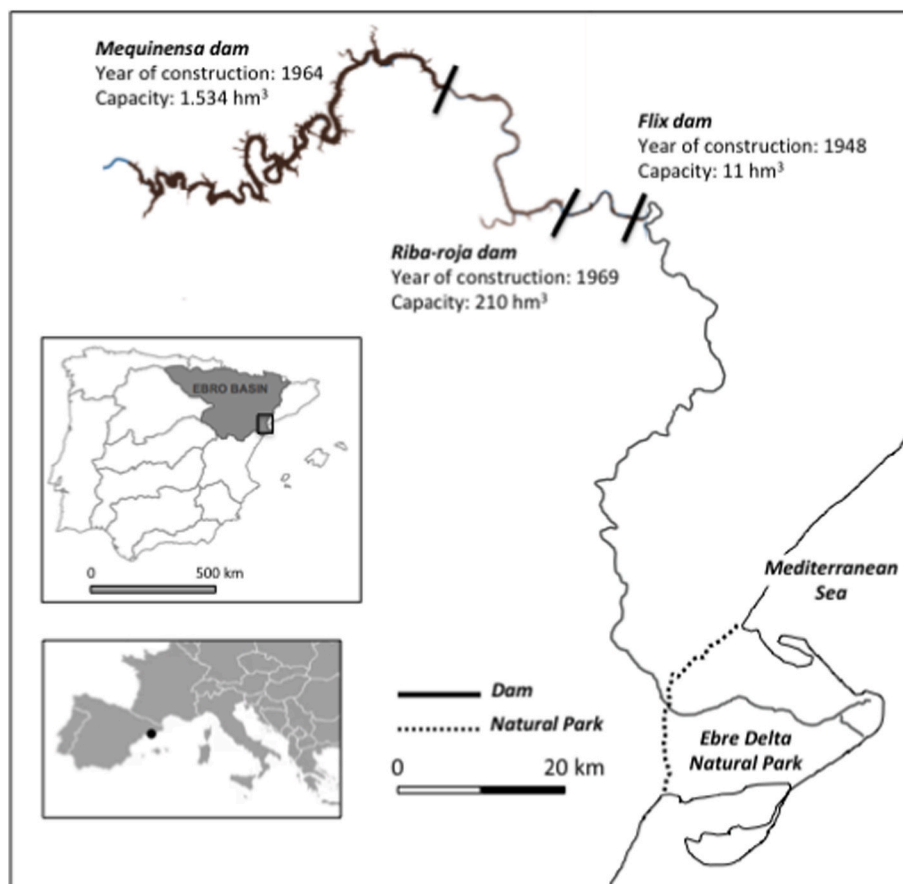 Mequinensa dam
Year of construction: 1964
Capacity: 1.534 hm³
Flix dam
Year of construction: 1948
Capacity: 11 hm³
Riba-roja dam
Year of construction: 1969
Capacity: 210 hm³
EBRO BASIN
0 500 km
Mediterranean
Sea
Dam
Natural Park
Ebre Delta
Natural Park
0 20 km